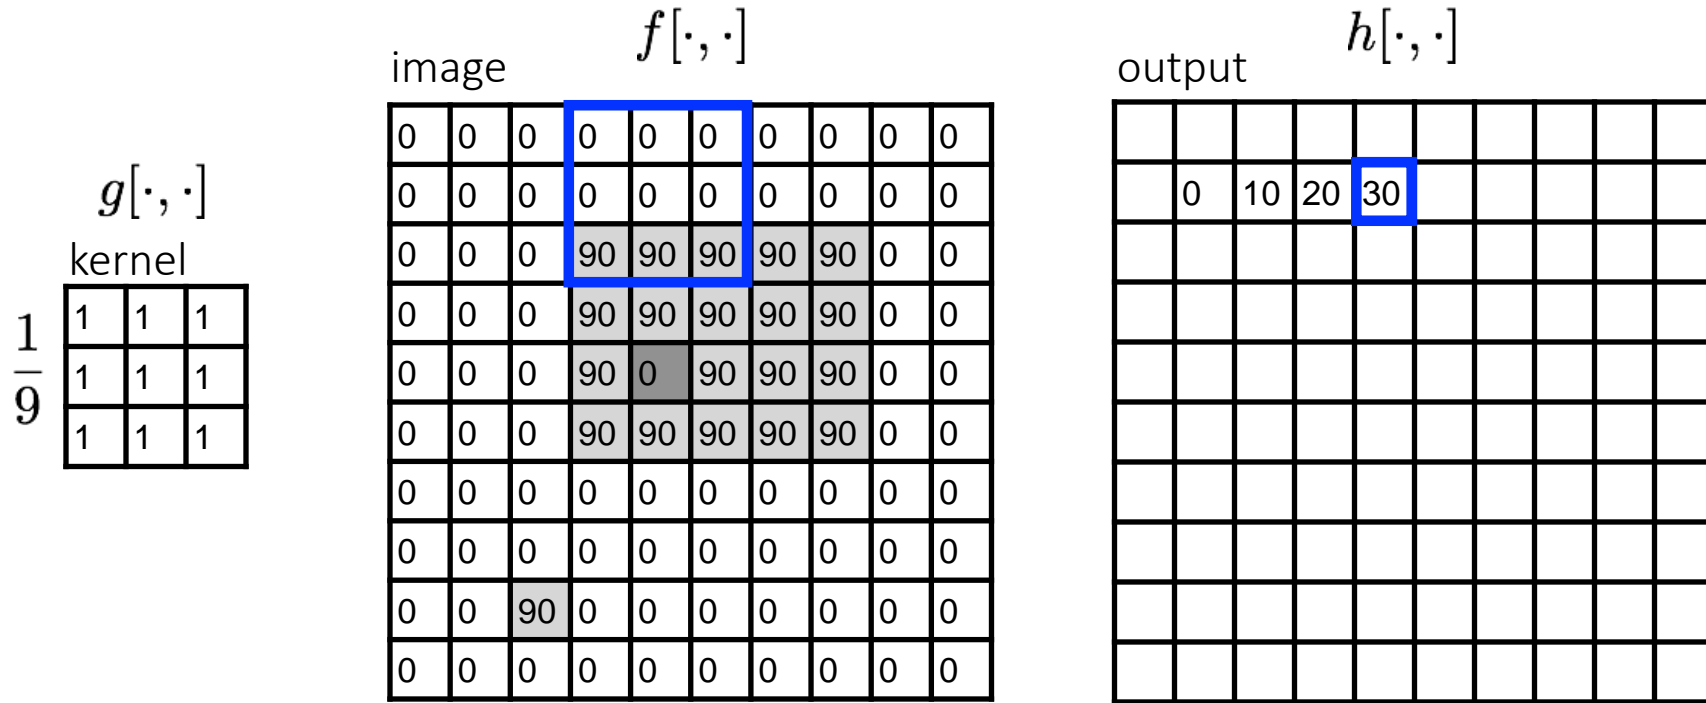 f[·, ·]
h[·, ·]
image
output
0 0 0 0 0 0 0 0 0 0
0 0 0 0 0 0 0 0 0 0
0 10 20 30
g[·, ·]
0 0 0 90 90 90 90 90 0 0
kernel
1/9
1 1 1
1 1 1
1 1 1
0 0 0 90 90 90 90 90 0 0
0 0 0 90 0 90 90 90 0 0
0 0 0 90 90 90 90 90 0 0
0 0 0 0 0 0 0 0 0 0
0 0 0 0 0 0 0 0 0 0
0 0 90 0 0 0 0 0 0 0
0 0 0 0 0 0 0 0 0 0